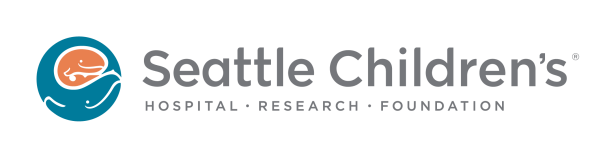 Seattle Children's®
HOSPITAL · RESEARCH · FOUNDATION